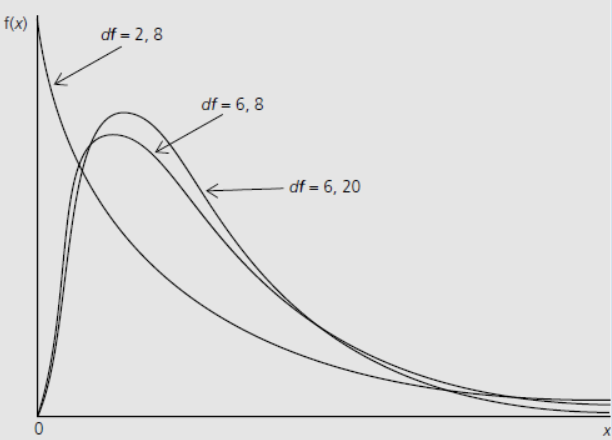 f(x)
df = 2, 8
df = 6, 8
df = 6, 20
0
x